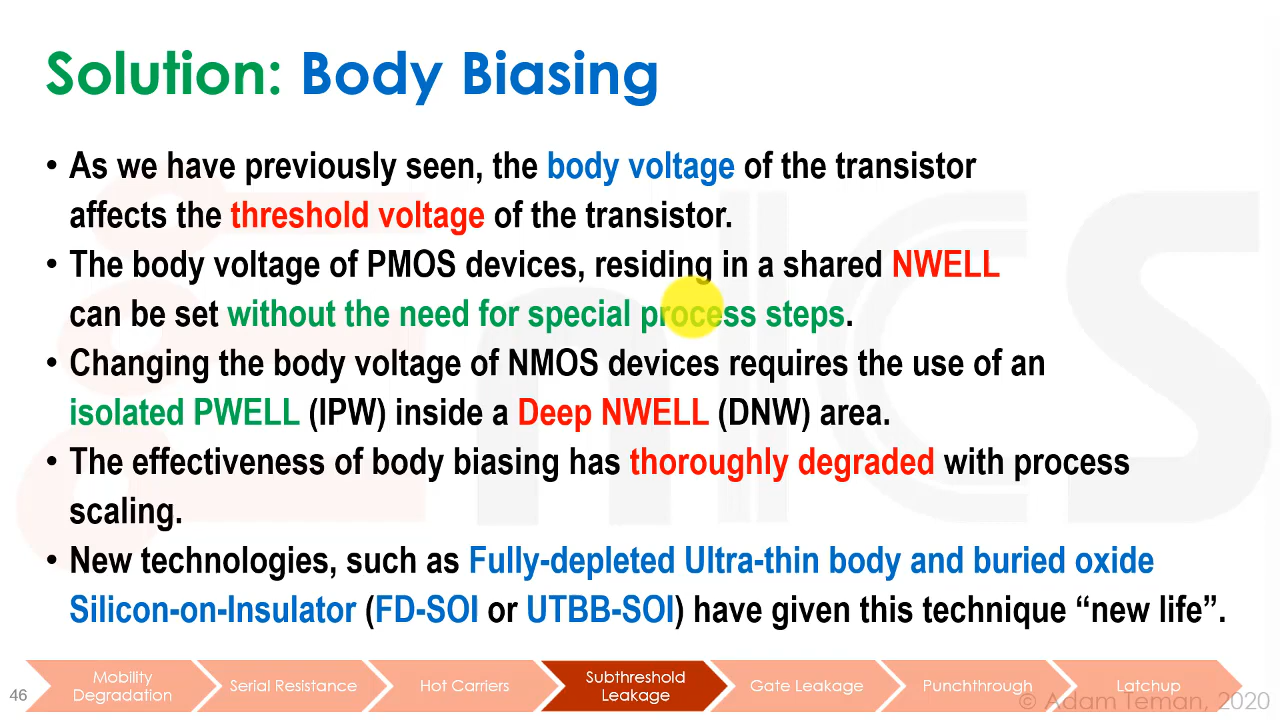 Solution: Body Biasing
• As we have previously seen, the body voltage of the transistor
affects the threshold voltage of the transistor.
• The body voltage of PMOS devices, residing in a shared NWELL
can be set without the need for special process steps.
• Changing the body voltage of NMOS devices requires the use of an
isolated PWELL (IPW) inside a Deep NWELL (DNW) area.
• The effectiveness of body biasing has thoroughly degraded with process
scaling.
• New technologies, such as Fully-depleted Ultra-thin body and buried oxide
Silicon-on-Insulator (FD-SOI or UTBB-SOI) have given this technique “new life”.
46
Mobility
Degradation
Serial Resistance
Hot Carriers
Subthreshold
Leakage
Gate Leakage
Punchthrough
Latchup
© Adam Teman, 2020